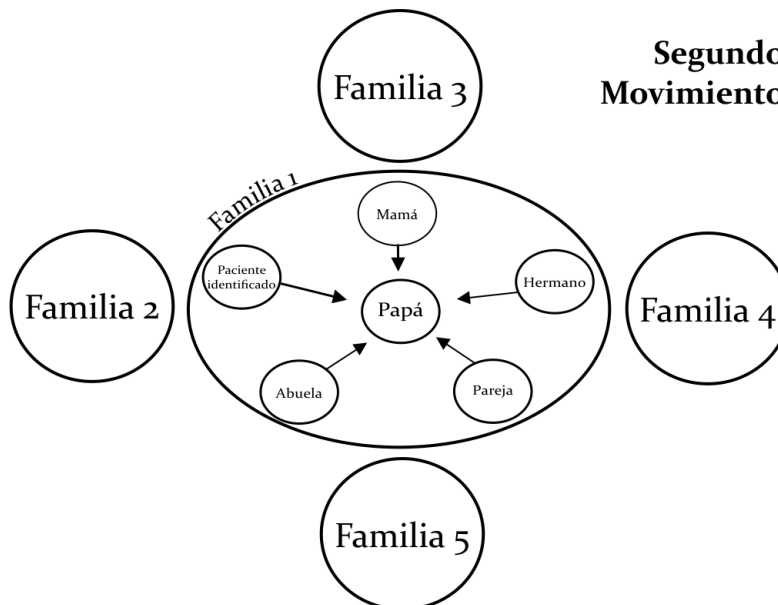 Segundo
Movimiento
Familia 3
Familia 1
Mamá
Paciente
identificado
Hermano
Papá
Familia 2
Familia 4
Abuela
Pareja
Familia 5